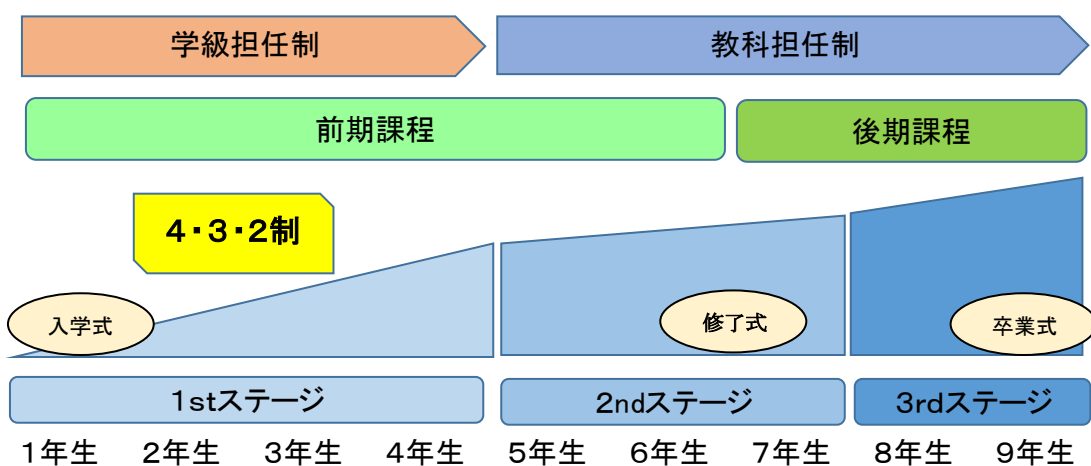 学級担任制
教科担任制
前期課程
後期課程
４・３・２制
入学式
修了式
卒業式
1stステージ
2ndステージ
3rdステージ
１年生 ２年生 ３年生 ４年生 ５年生 ６年生 ７年生 ８年生 ９年生